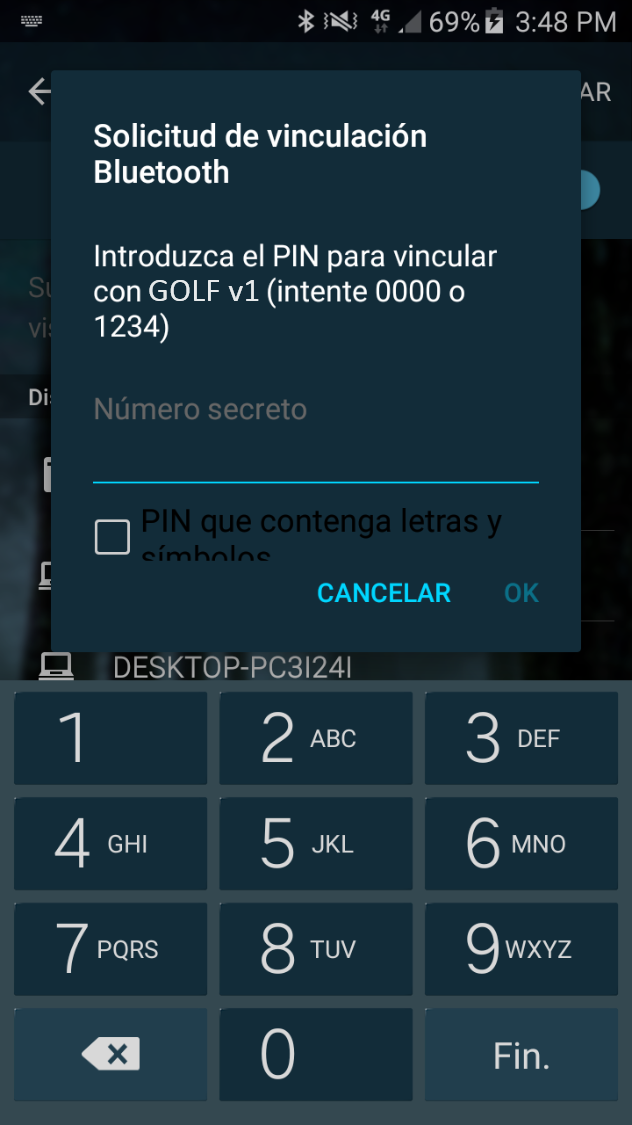 4G 69% 3:48 PM
AR
Solicitud de vinculación
Bluetooth
Introduzca el PIN para vincular
con GOLF v1 (intente 0000 o
1234)
Su
vis
Dis
Número secreto
PIN que contenga letras y
símbolos
CANCELAR OK
DESKTOP-PC3I24I
1 2 ABC 3 DEF
4 GHI 5 JKL 6 MNO
7 PQRS 8 TUV 9 WXYZ
0 Fin.